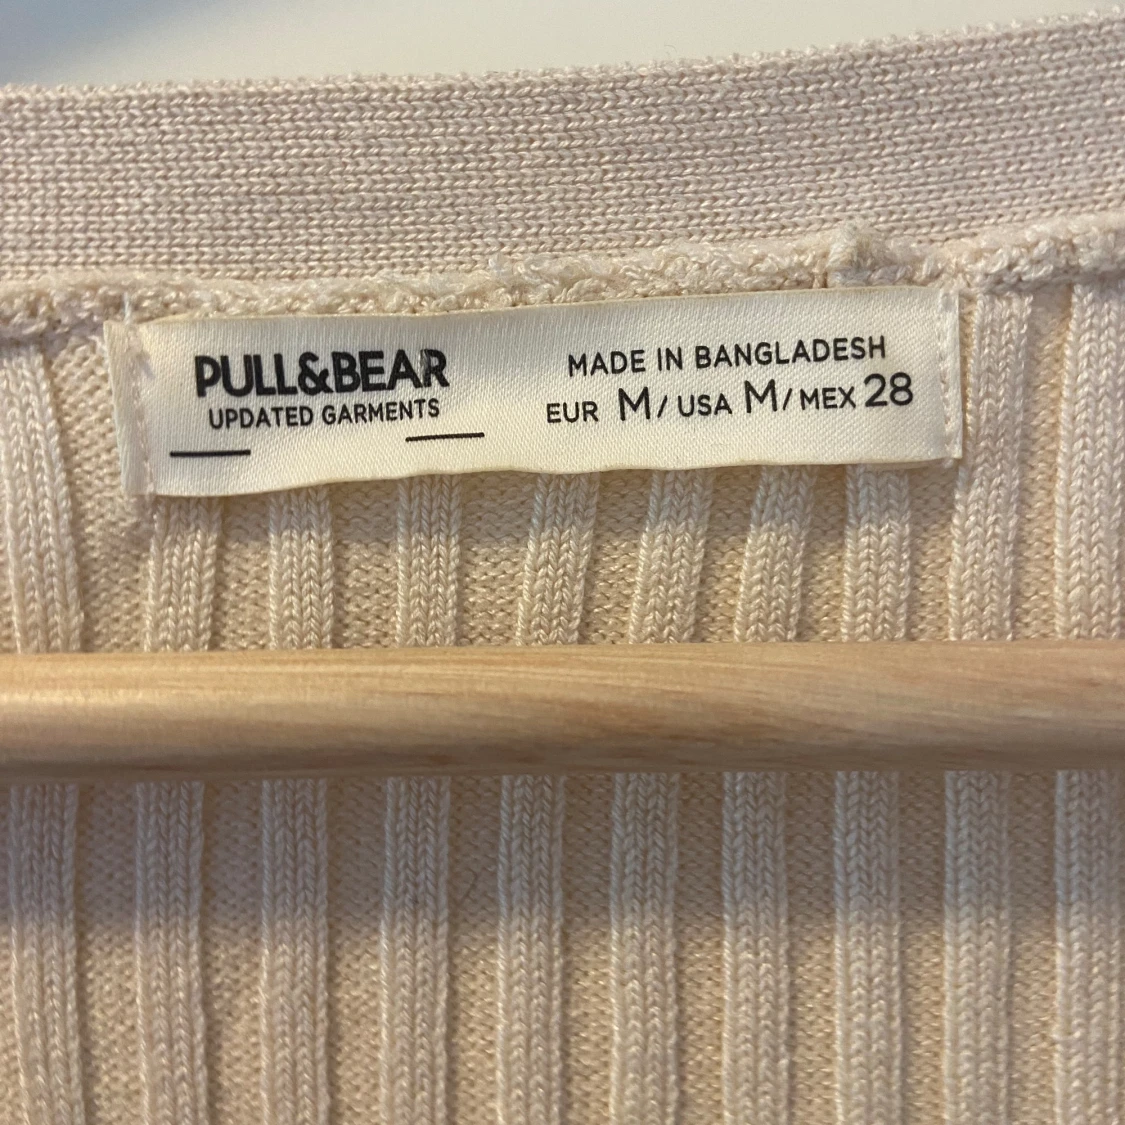 PULL&BEAR
UPDATED GARMENTS
MADE IN BANGLADESH
EUR M/ USA M/ MEX 28